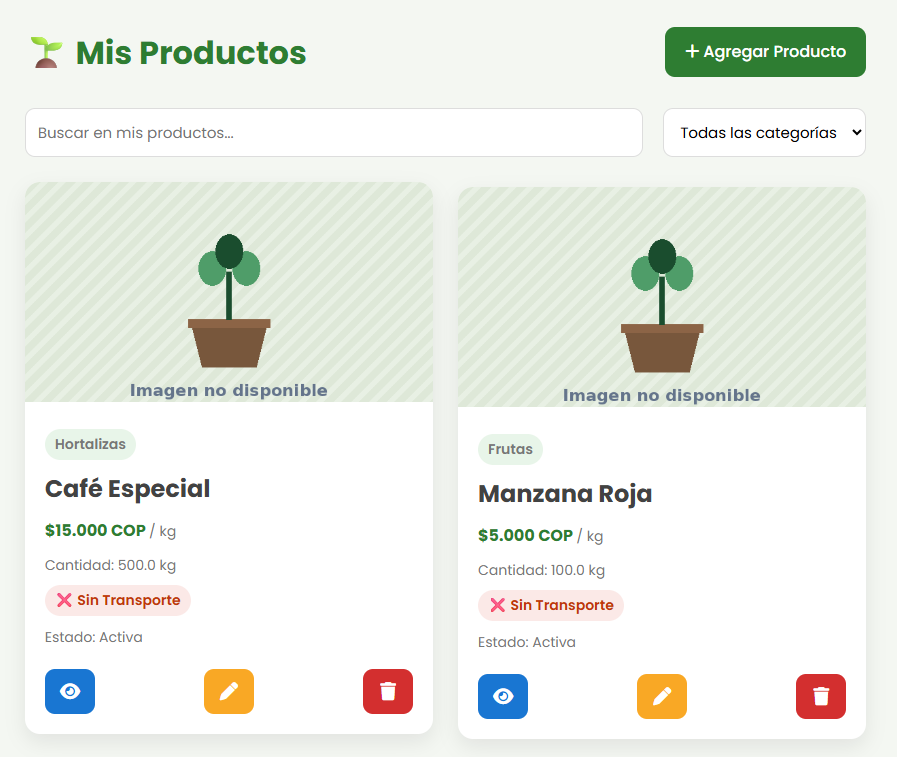 Mis Productos
+ Agregar Producto
Buscar en mis productos...
Todas las categorías
Imagen no disponible
Hortalizas
Café Especial
$15.000 COP / kg
Cantidad: 500.0 kg
❌ Sin Transporte
Estado: Activa
Imagen no disponible
Frutas
Manzana Roja
$5.000 COP / kg
Cantidad: 100.0 kg
❌ Sin Transporte
Estado: Activa